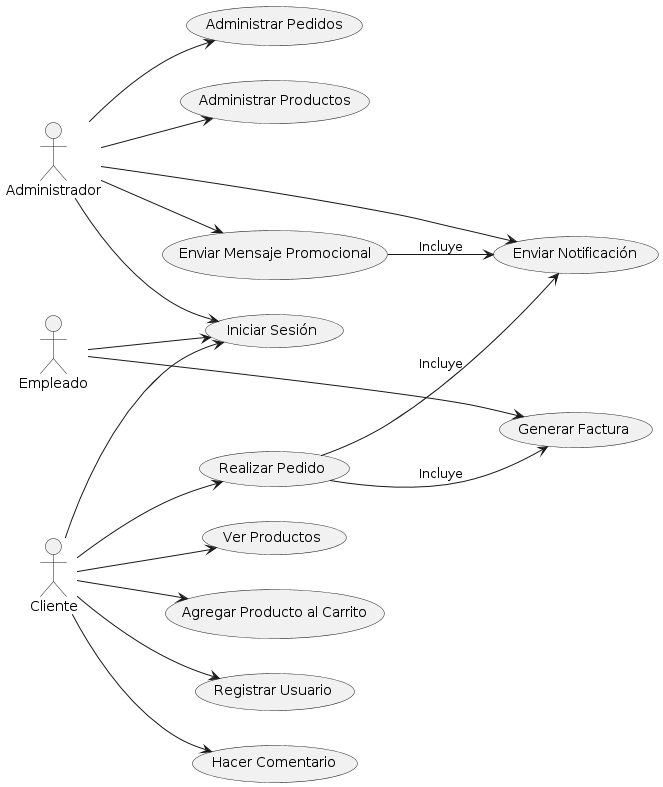 Administrar Pedidos
Administrar Productos
Administrador
Enviar Mensaje Promocional
Incluye
Enviar Notificación
Iniciar Sesión
Empleado
Incluye
Generar Factura
Realizar Pedido
Incluye
Ver Productos
Cliente
Agregar Producto al Carrito
Registrar Usuario
Hacer Comentario